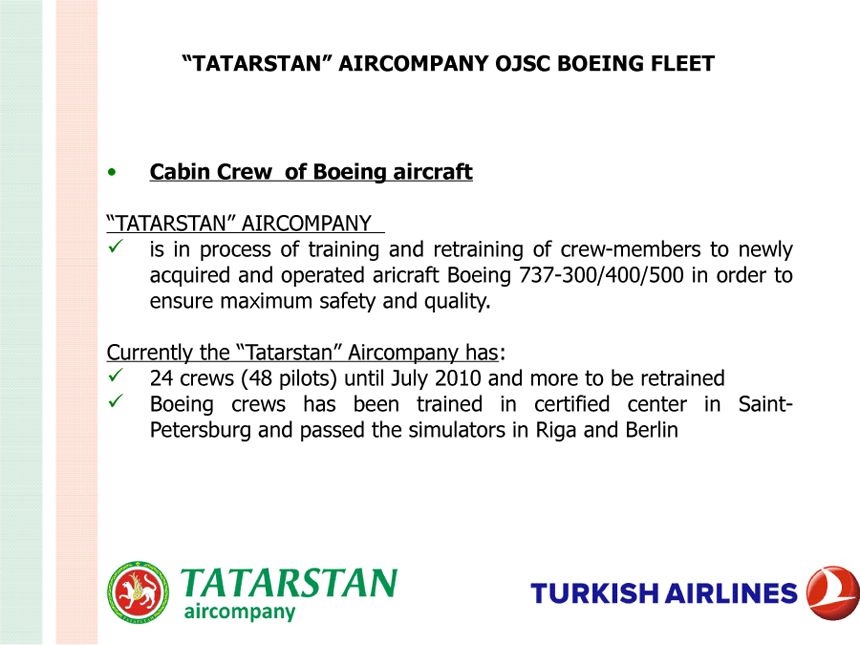 “TATARSTAN” AIRCOMPANY OJSC BOEING FLEET
• Cabin Crew  of Boeing aircraft
“TATARSTAN” AIRCOMPANY
✓ is in process of training and retraining of crew-members to newly
acquired and operated aricraft Boeing 737-300/400/500 in order to
ensure maximum safety and quality.
Currently the “Tatarstan” Aircompany has:
✓ 24 crews (48 pilots) until July 2010 and more to be retrained
✓ Boeing crews has been trained in certified center in Saint-
Petersburg and passed the simulators in Riga and Berlin
TATARSTAN
aircompany
TURKISH AIRLINES